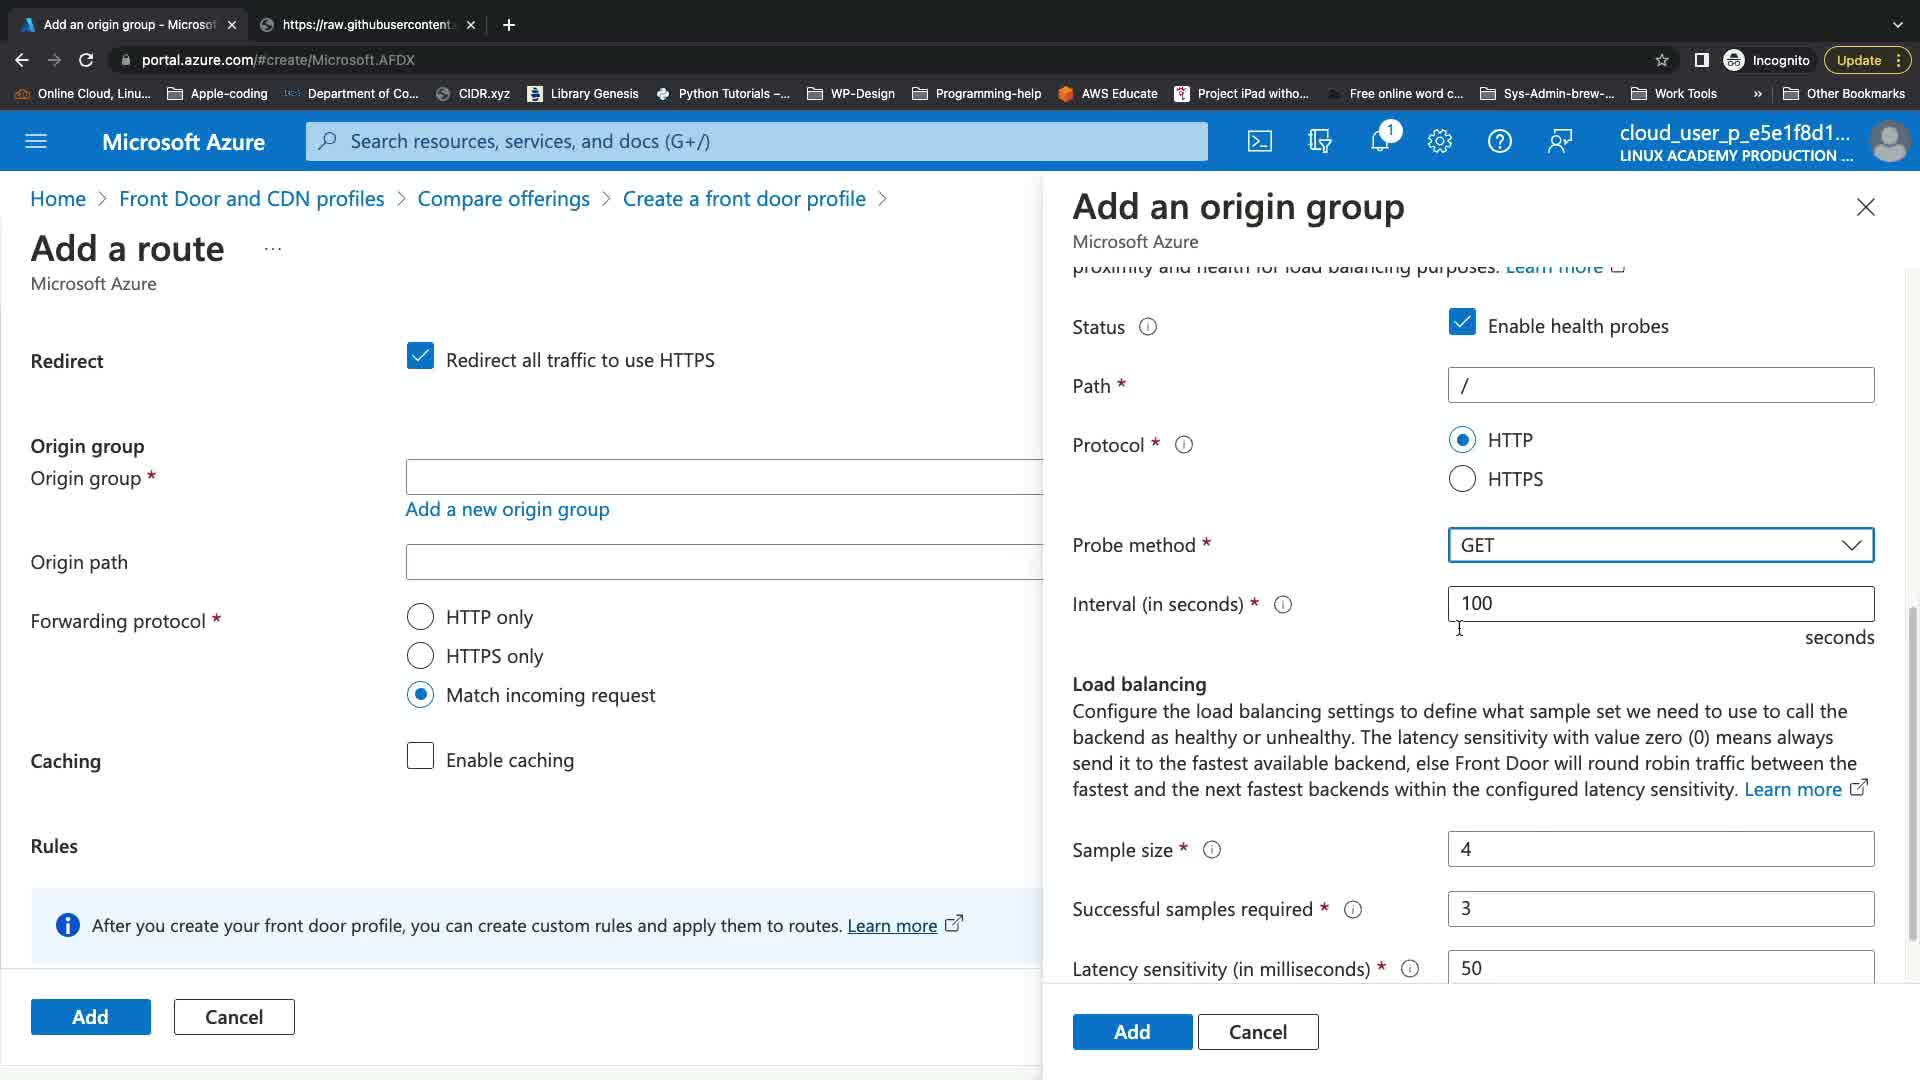 Add an origin group - Microsof
https://raw.githubusercontent.
portal.azure.com/#create/Microsoft.AFDX
Incognito
Update
Online Cloud, Linu...
Apple-coding
Department of Co...
CIDR.xyz
Library Genesis
Python Tutorials –...
WP-Design
Programming-help
AWS Educate
Project iPad witho...
Free online word c...
Sys-Admin-brew-...
Work Tools
»
Other Bookmarks
Microsoft Azure
Search resources, services, and docs (G+/)
1
cloud_user_p_e5e1f8d1...
LINUX ACADEMY PRODUCTION ...
Home > Front Door and CDN profiles > Compare offerings > Create a front door profile >
Add a route ...
Microsoft Azure
Redirect
Redirect all traffic to use HTTPS
Origin group
Origin group *
Add a new origin group
Origin path
Forwarding protocol *
HTTP only
HTTPS only
Match incoming request
Caching
Enable caching
Rules
After you create your front door profile, you can create custom rules and apply them to routes. Learn more
Add
Cancel
Add an origin group
Microsoft Azure
proximity and health for load balancing purposes. Learn more
Status
Enable health probes
Path *
/
Protocol *
HTTP
HTTPS
Probe method *
GET
Interval (in seconds) *
100
seconds
Load balancing
Configure the load balancing settings to define what sample set we need to use to call the
backend as healthy or unhealthy. The latency sensitivity with value zero (0) means always
send it to the fastest available backend, else Front Door will round robin traffic between the
fastest and the next fastest backends within the configured latency sensitivity. Learn more
Sample size *
4
Successful samples required *
3
Latency sensitivity (in milliseconds) *
50
Add
Cancel